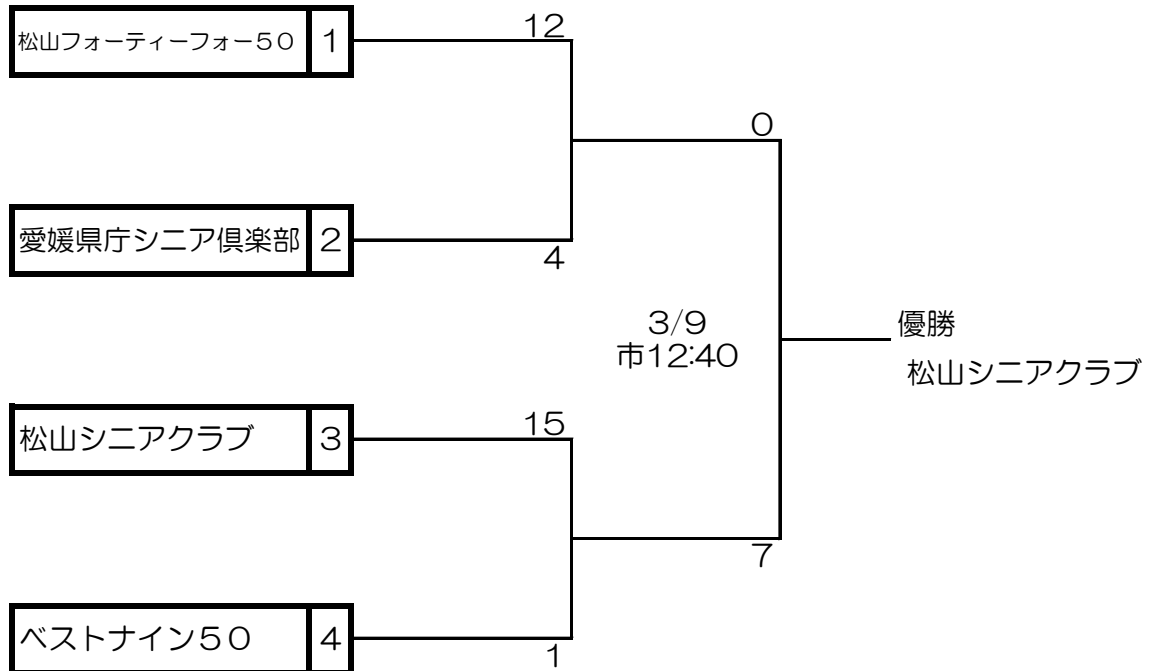 松山フォーティーフォー50 1
12
0
愛媛県庁シニア倶楽部 2
4
3/9
市12:40
優勝
松山シニアクラブ
松山シニアクラブ 3
15
7
ベストナイン50 4
1